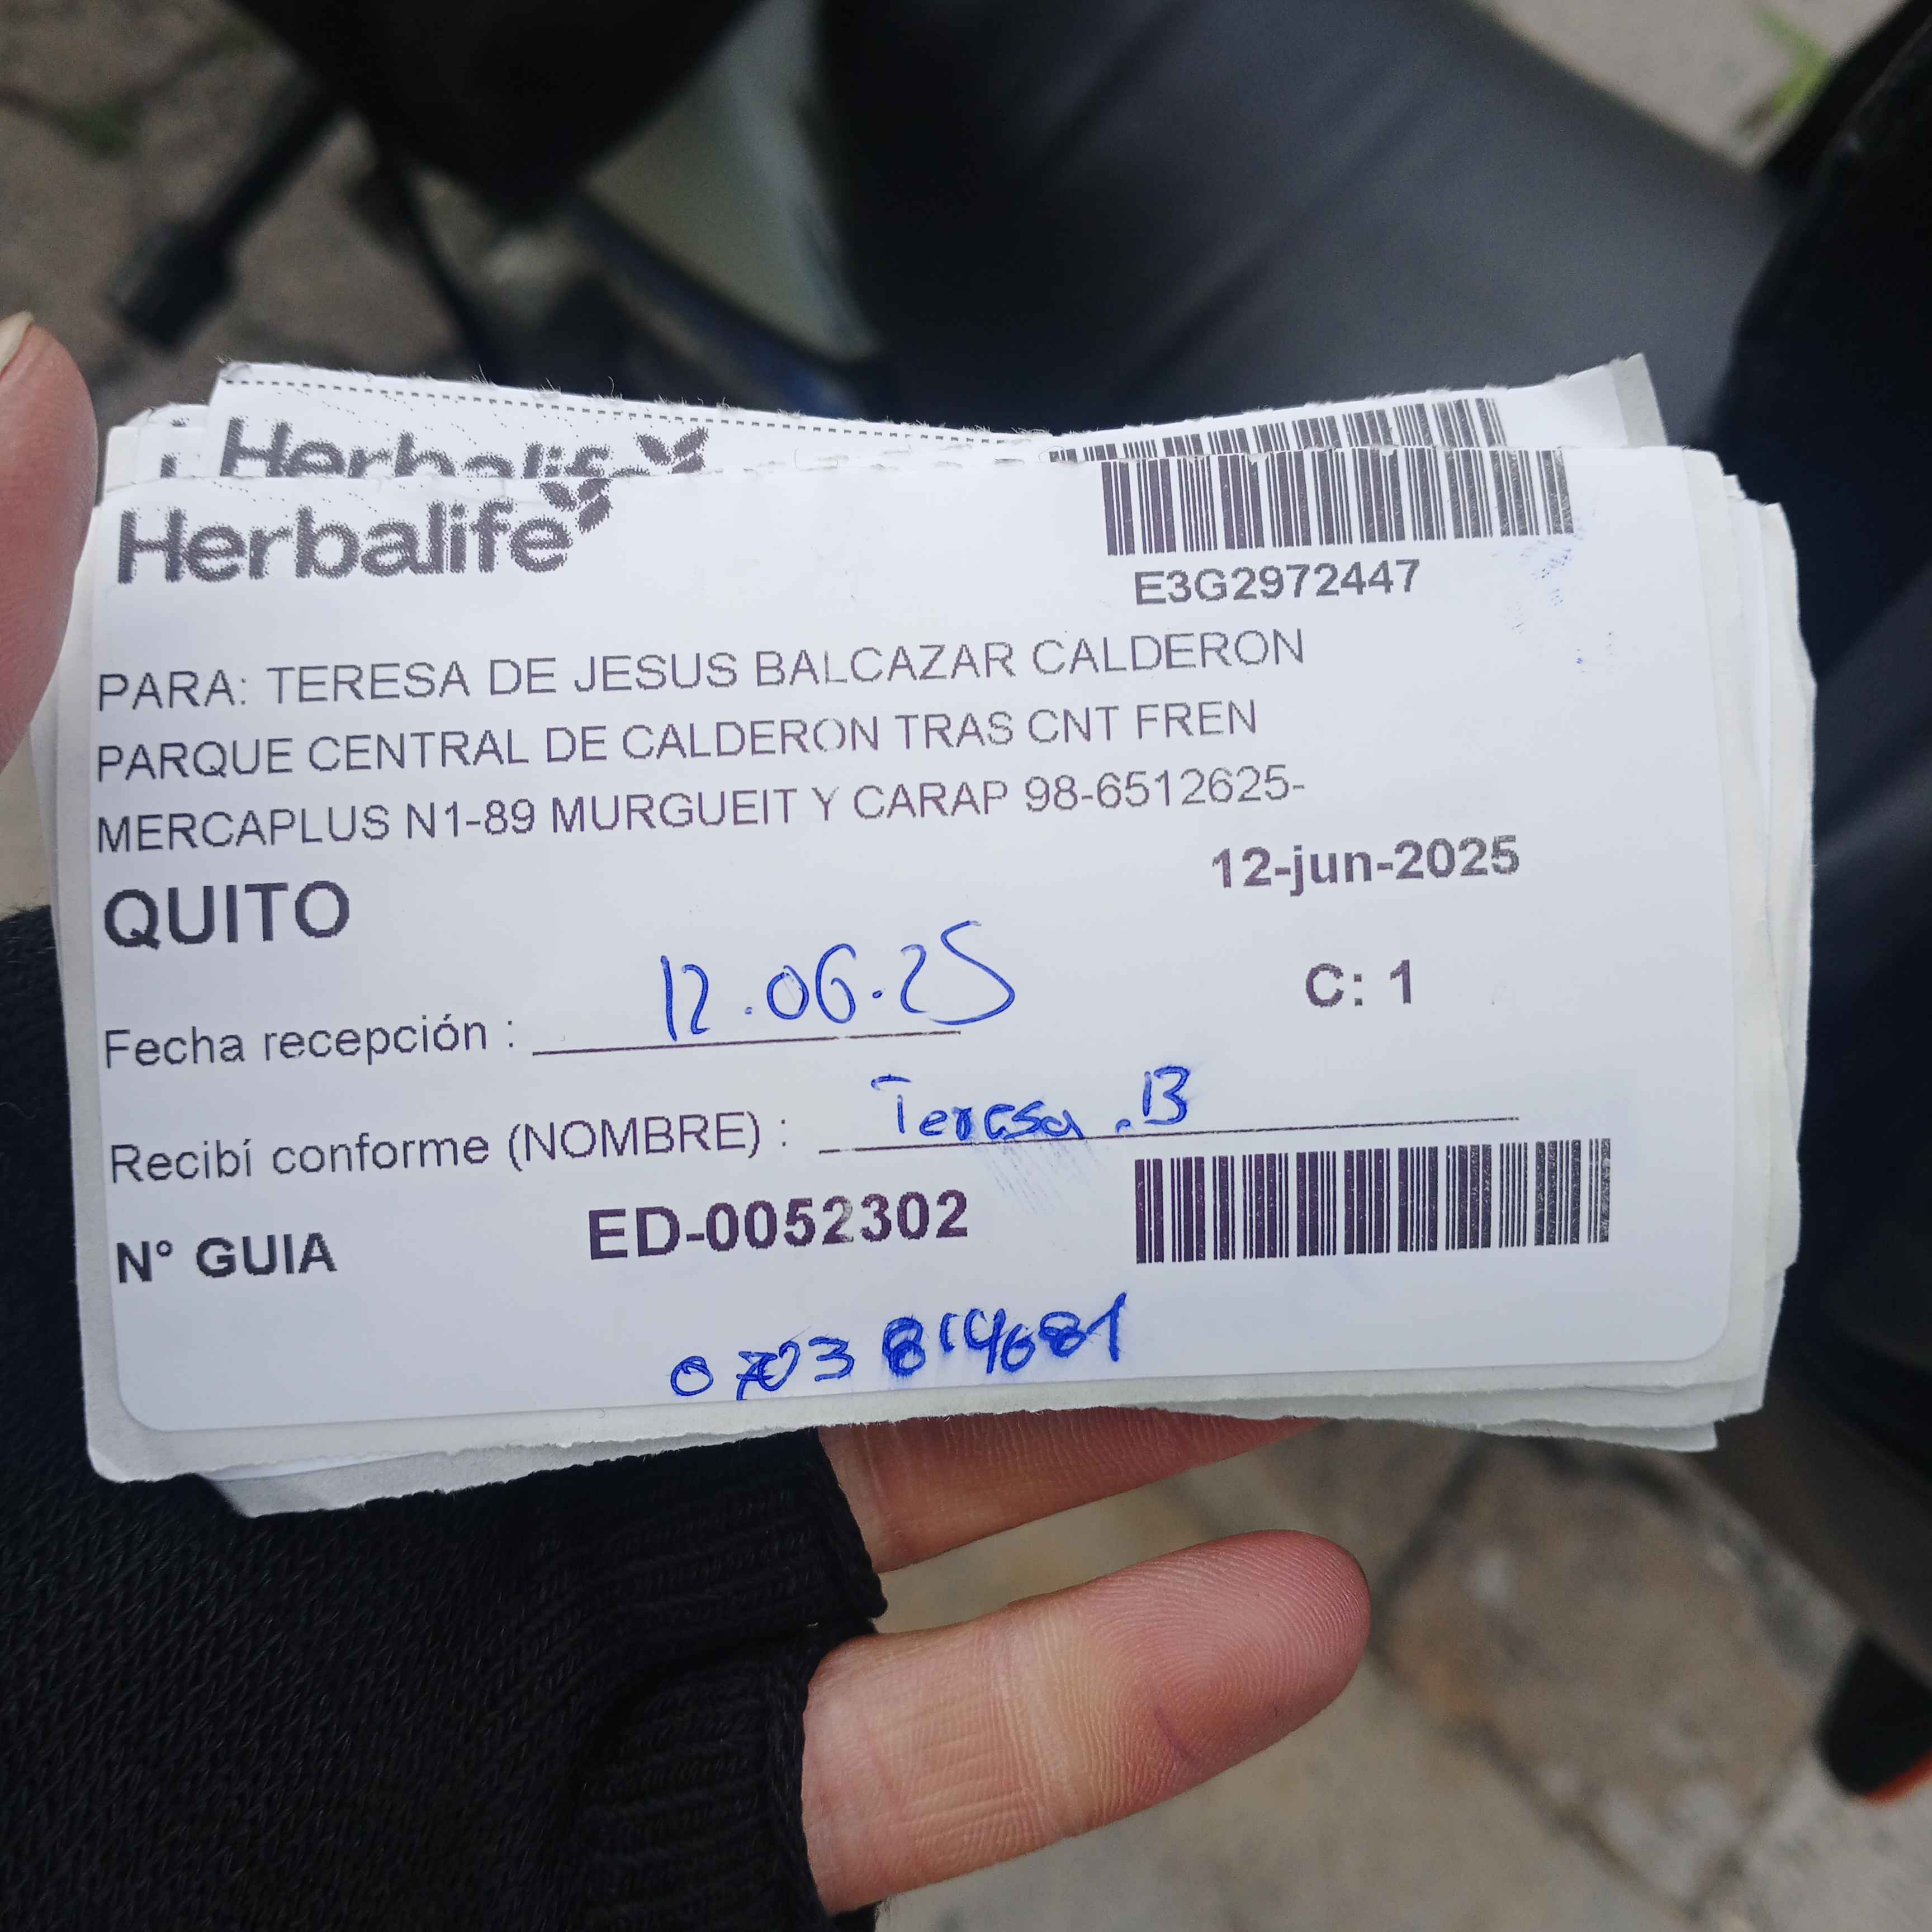 Herbalife
Herbalife
E3G2972447
PARA: TERESA DE JESUS BALCAZAR CALDERON
PARQUE CENTRAL DE CALDERON TRAS CNT FREN
MERCAPLUS N1-89 MURGUEIT Y CARAP 98-6512625-
12-jun-2025
QUITO
C: 1
Fecha recepción : 12.06.25
Recibí conforme (NOMBRE) : Teresa .B
N° GUIA ED-0052302